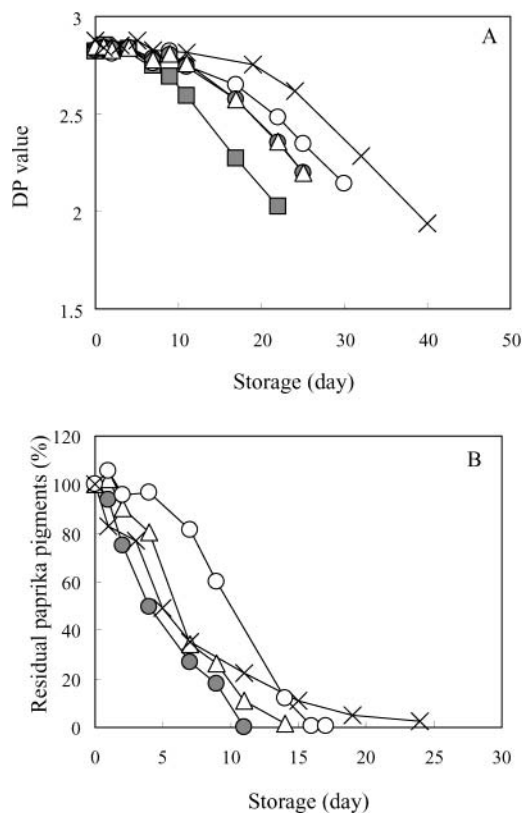 A
3
2.5
2
1.5
DP value
0 10 20 30 40 50
Storage (day)
B
120
100
80
60
40
20
0
Residual paprika pigments (%)
0 5 10 15 20 25 30
Storage (day)